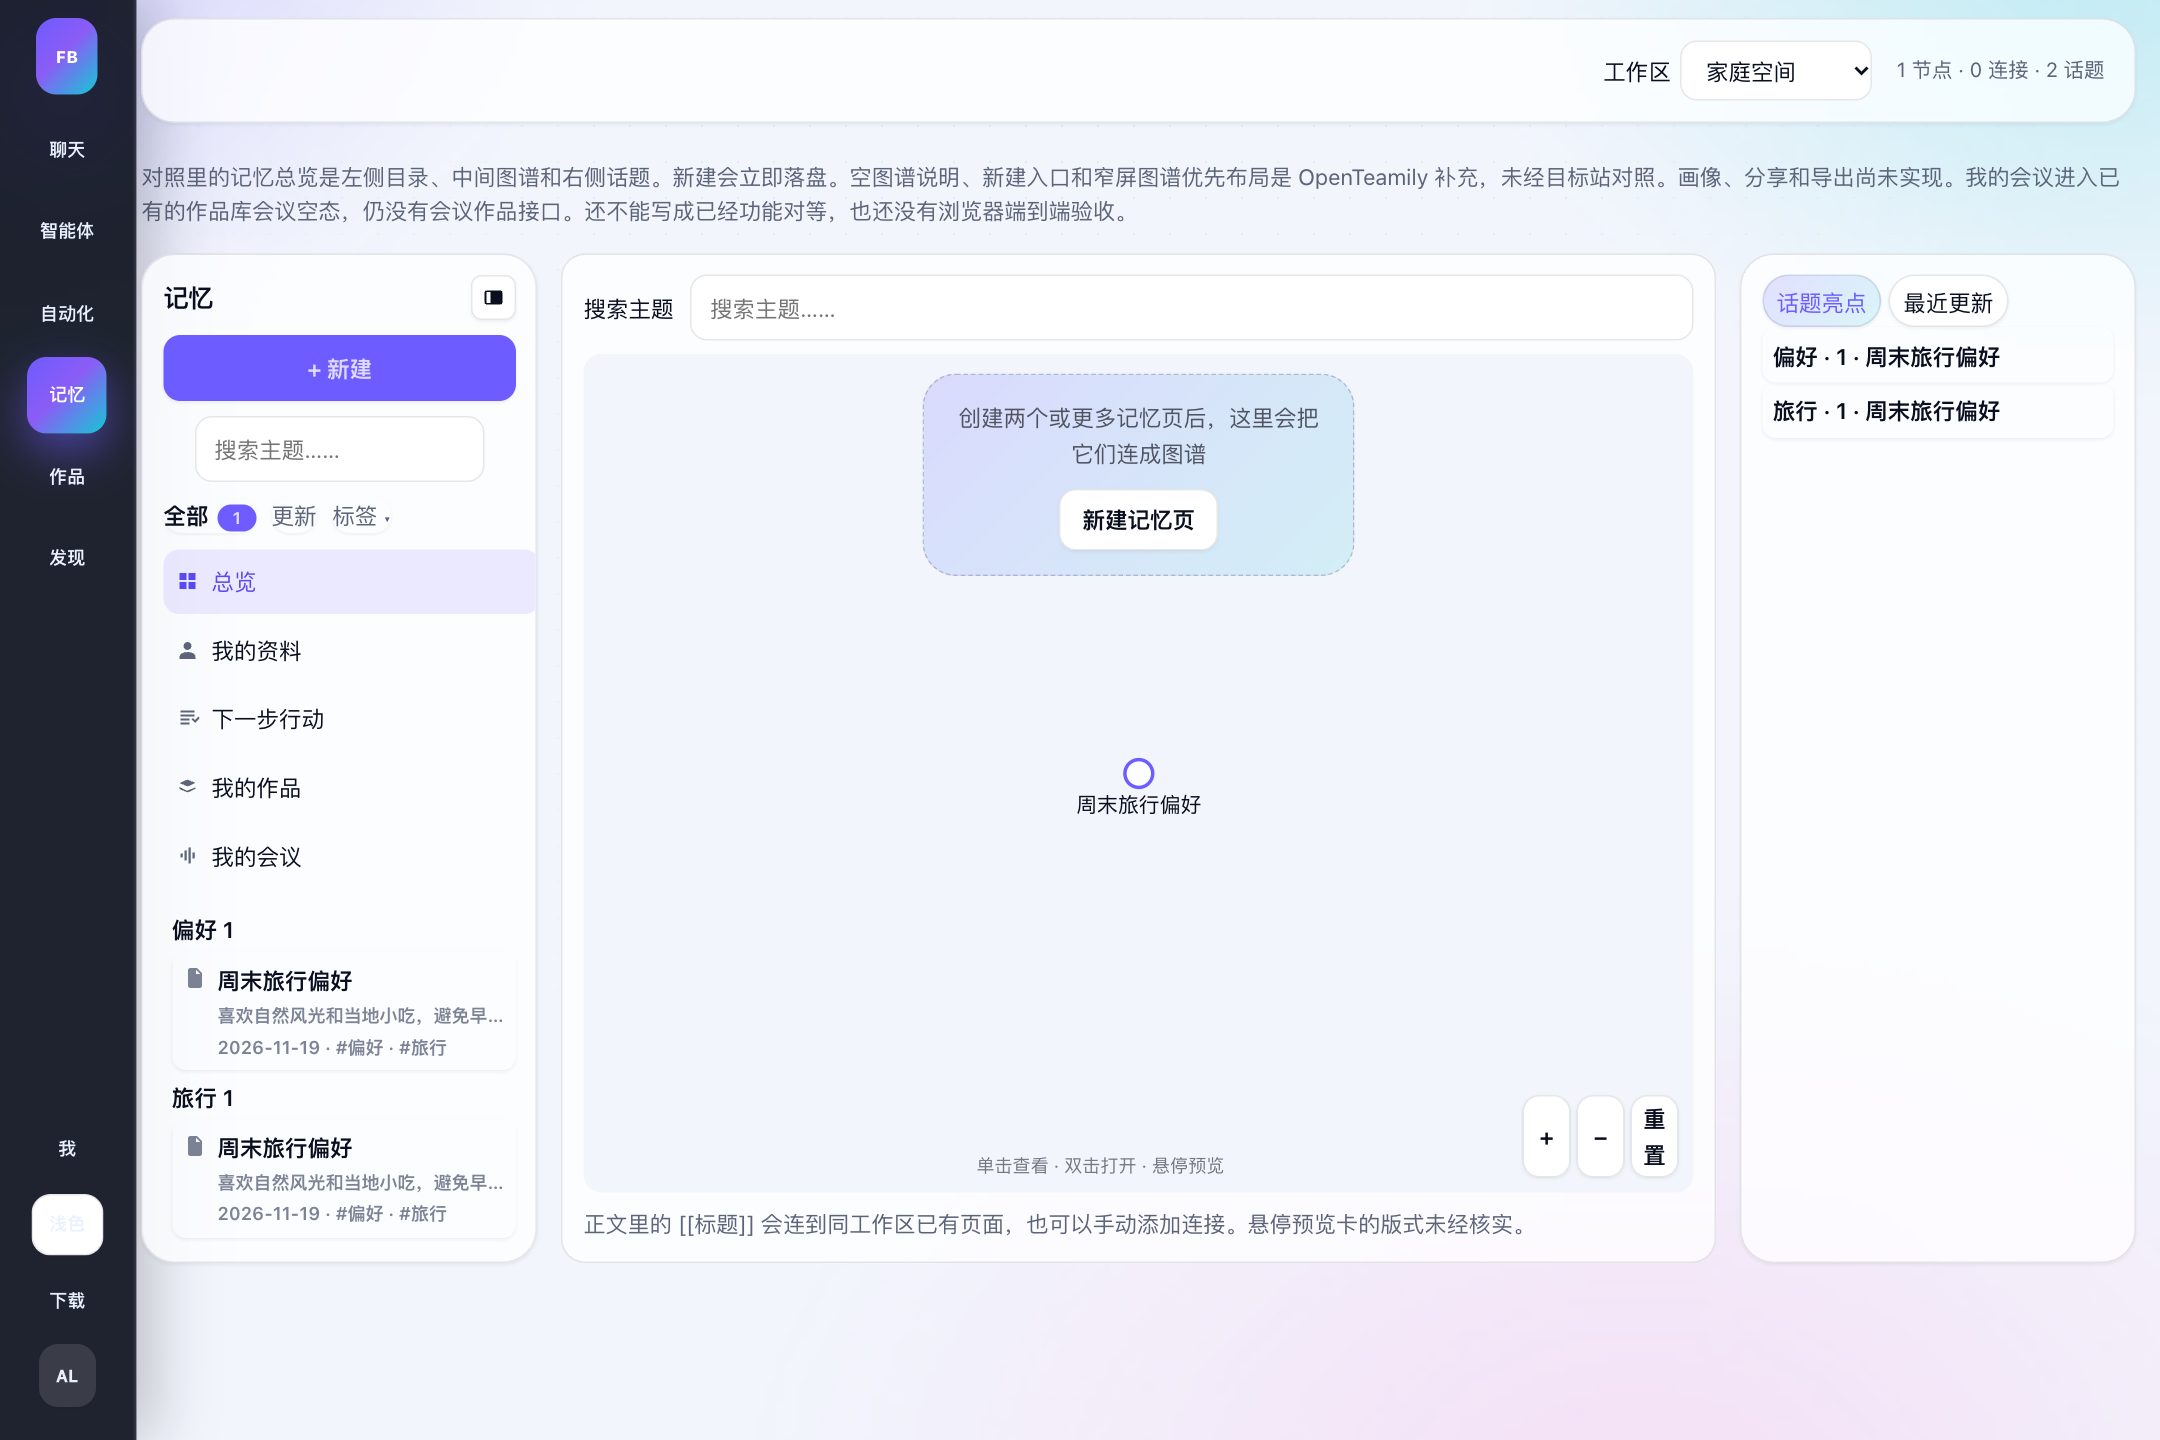 FB
聊天
智能体
自动化
记忆
作品
发现
我
浅色
下载
AL
工作区
家庭空间
1 节点 · 0 连接 · 2 话题
对照里的记忆总览是左侧目录、中间图谱和右侧话题。新建会立即落盘。空图谱说明、新建入口和窄屏图谱优先布局是 OpenTeamily 补充，未经目标站对照。画像、分享和导出尚未实现。我的会议进入已
有的作品库会议空态，仍没有会议作品接口。还不能写成已经功能对等，也还没有浏览器端到端验收。
记忆
+ 新建
搜索主题……
全部 1 更新 标签 ▾
总览
我的资料
下一步行动
我的作品
我的会议
偏好 1
周末旅行偏好
喜欢自然风光和当地小吃，避免早…
2026-11-19 · #偏好 · #旅行
旅行 1
周末旅行偏好
喜欢自然风光和当地小吃，避免早…
2026-11-19 · #偏好 · #旅行
搜索主题
搜索主题……
创建两个或更多记忆页后，这里会把
它们连成图谱
新建记忆页
周末旅行偏好
+
−
重
置
单击查看 · 双击打开 · 悬停预览
正文里的 [[标题]] 会连到同工作区已有页面，也可以手动添加连接。悬停预览卡的版式未经核实。
话题亮点
最近更新
偏好 · 1 · 周末旅行偏好
旅行 · 1 · 周末旅行偏好